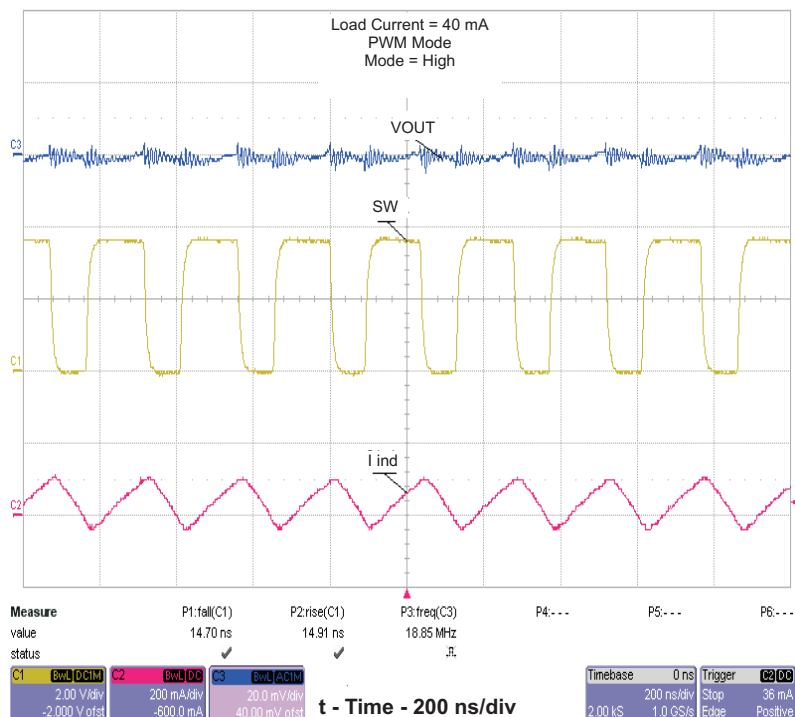 Load Current = 40 mA
PWM Mode
Mode = High
C3
VOUT
SW
C1
I ind
C2
Measure P1:fall(C1) P2:rise(C1) P3:freq(C3) P4:- - - P5:- - - P6:- - -
value 14.70 ns 14.91 ns 18.85 MHz
status
C1 BwL DC1M C2 BwL DC C3 BwL AC1M Timebase 0 ns Trigger C2 DC
2.00 V/div 200 mA/div 20.0 mV/div 200 ns/div Stop 36 mA
-2.000 V ofst -600.0 mA 40.00 mV ofst t - Time - 200 ns/div 2.00 kS 1.0 GS/s Edge Positive